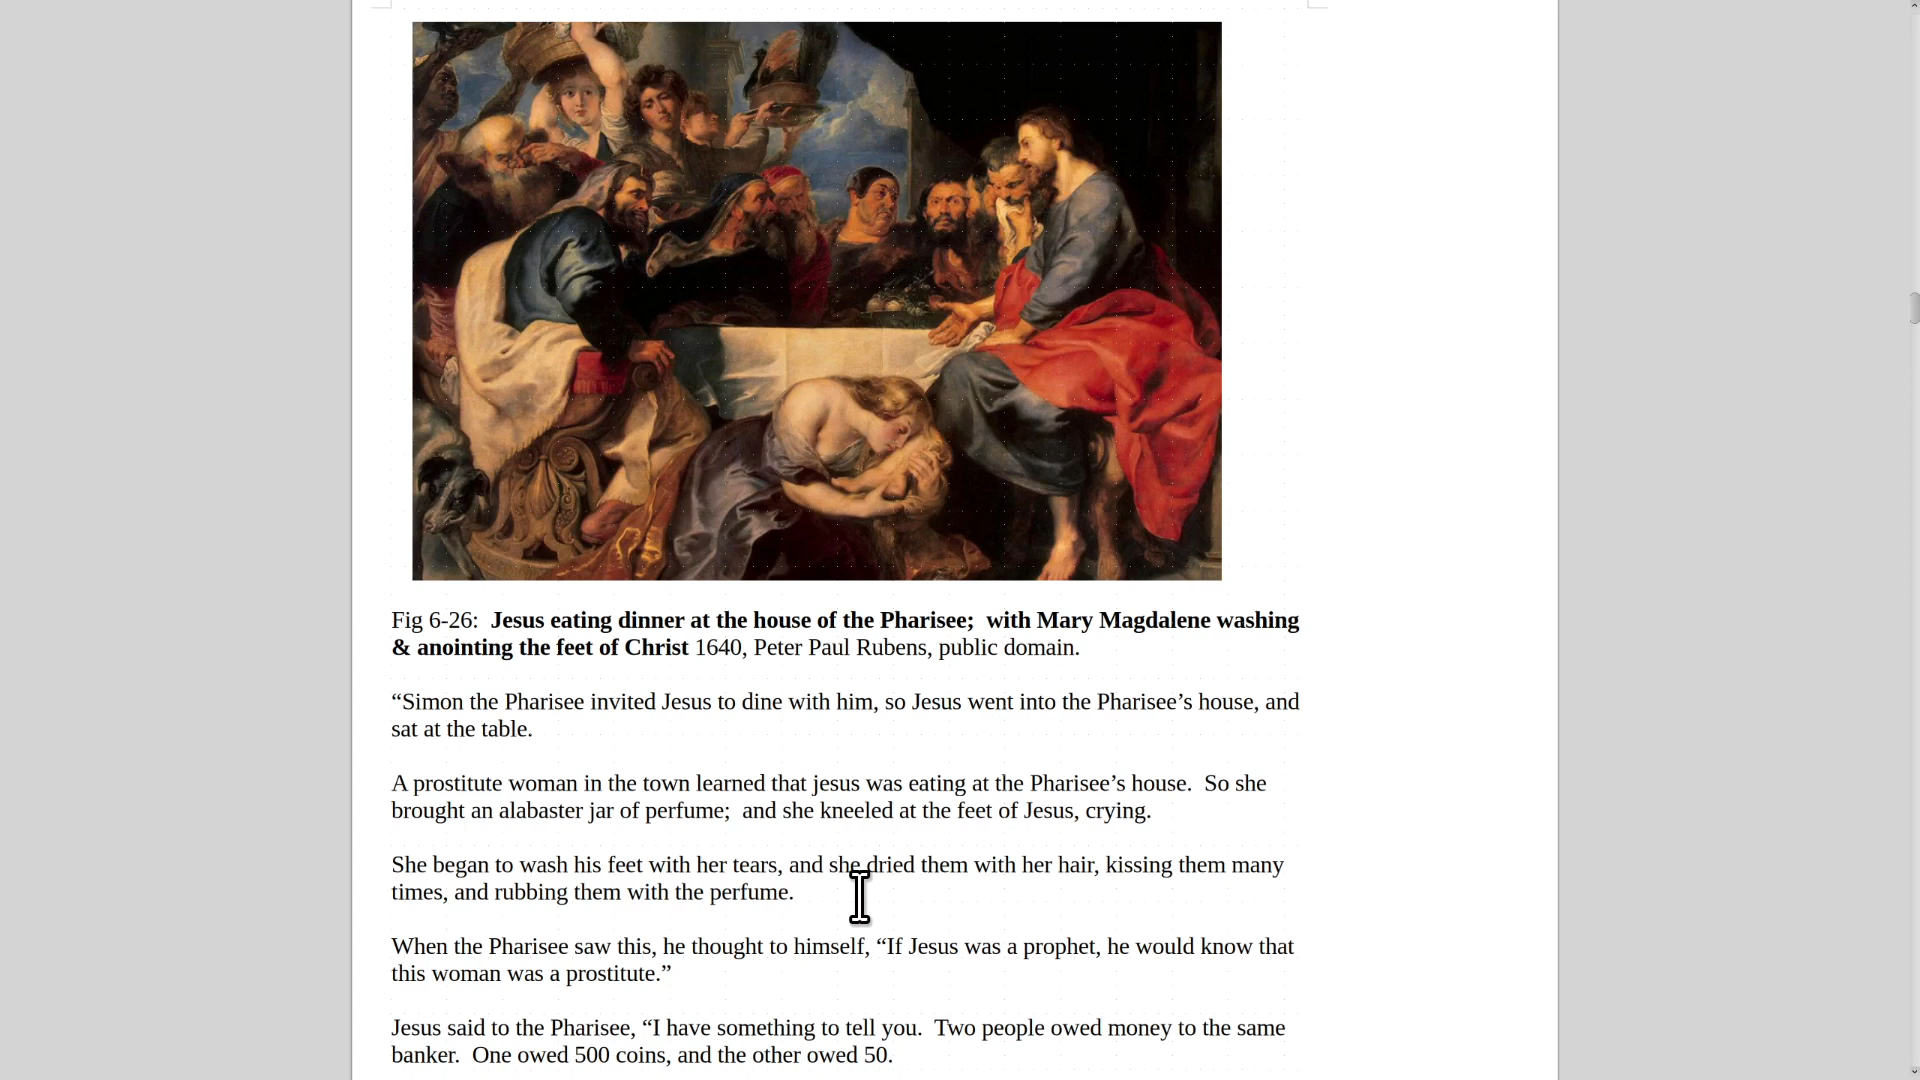 Fig 6-26:  Jesus eating dinner at the house of the Pharisee;  with Mary Magdalene washing
& anointing the feet of Christ 1640, Peter Paul Rubens, public domain.
“Simon the Pharisee invited Jesus to dine with him, so Jesus went into the Pharisee’s house, and
sat at the table.
A prostitute woman in the town learned that jesus was eating at the Pharisee’s house.  So she
brought an alabaster jar of perfume;  and she kneeled at the feet of Jesus, crying.
She began to wash his feet with her tears, and she dried them with her hair, kissing them many
times, and rubbing them with the perfume.
When the Pharisee saw this, he thought to himself, “If Jesus was a prophet, he would know that
this woman was a prostitute.”
Jesus said to the Pharisee, “I have something to tell you.  Two people owed money to the same
banker.  One owed 500 coins, and the other owed 50.